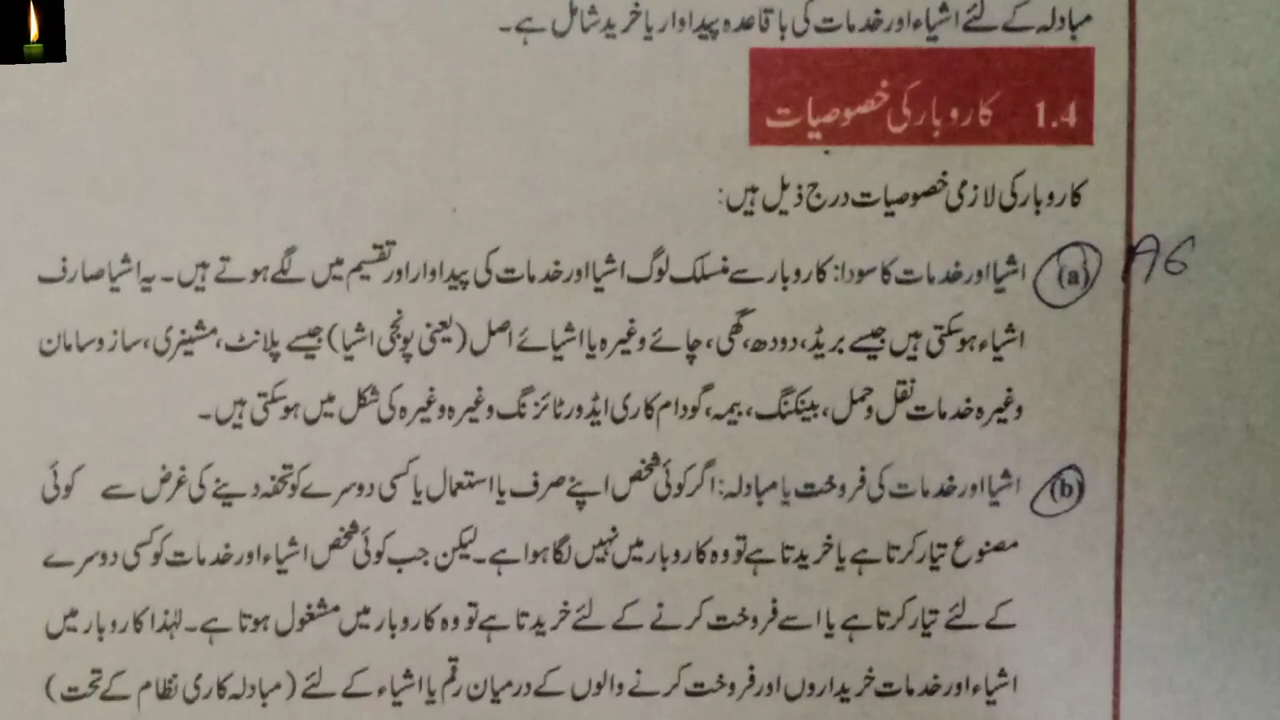 مبادلہ کے لئے اشیاء اور خدمات کی باقاعدہ پیداوار یا خرید شامل ہے۔
1.4 کاروبار کی خصوصیات
کاروبار کی لازمی خصوصیات درج ذیل ہیں:
(a) اشیا اور خدمات کا سودا: کاروبار سے منسلک لوگ اشیا اور خدمات کی پیداوار اور تقسیم میں لگے ہوتے ہیں۔ یہ اشیا صارف
A6
اشیاء ہوسکتی ہیں جیسے بریڈ، دودھ، گھی، چائے وغیرہ یا اشیائے اصل (یعنی پونجی اشیا) جیسے پلانٹ، مشینری، ساز و سامان
وغیرہ خدمات نقل و حمل، بینکنگ، بیمہ، گودام کاری ایڈورٹائزنگ وغیرہ وغیرہ کی شکل میں ہوسکتی ہیں۔
(b) اشیا اور خدمات کی فروخت یا مبادلہ: اگر کوئی شخص اپنے صرف یا استعمال یا کسی دوسرے کو تحفہ دینے کی غرض سے کوئی
مصنوع تیار کرتا ہے یا خریدتا ہے تو وہ کاروبار میں نہیں لگا ہوا ہے۔ لیکن جب کوئی شخص اشیاء اور خدمات کو کسی دوسرے
کے لئے تیار کرتا ہے یا اسے فروخت کرنے کے لئے خریدتا ہے تو وہ کاروبار میں مشغول ہوتا ہے۔ لہٰذا کاروبار میں
اشیاء اور خدمات خریداروں اور فروخت کرنے والوں کے درمیان رقم یا اشیاء کے لئے (مبادلہ کاری نظام کے تحت)